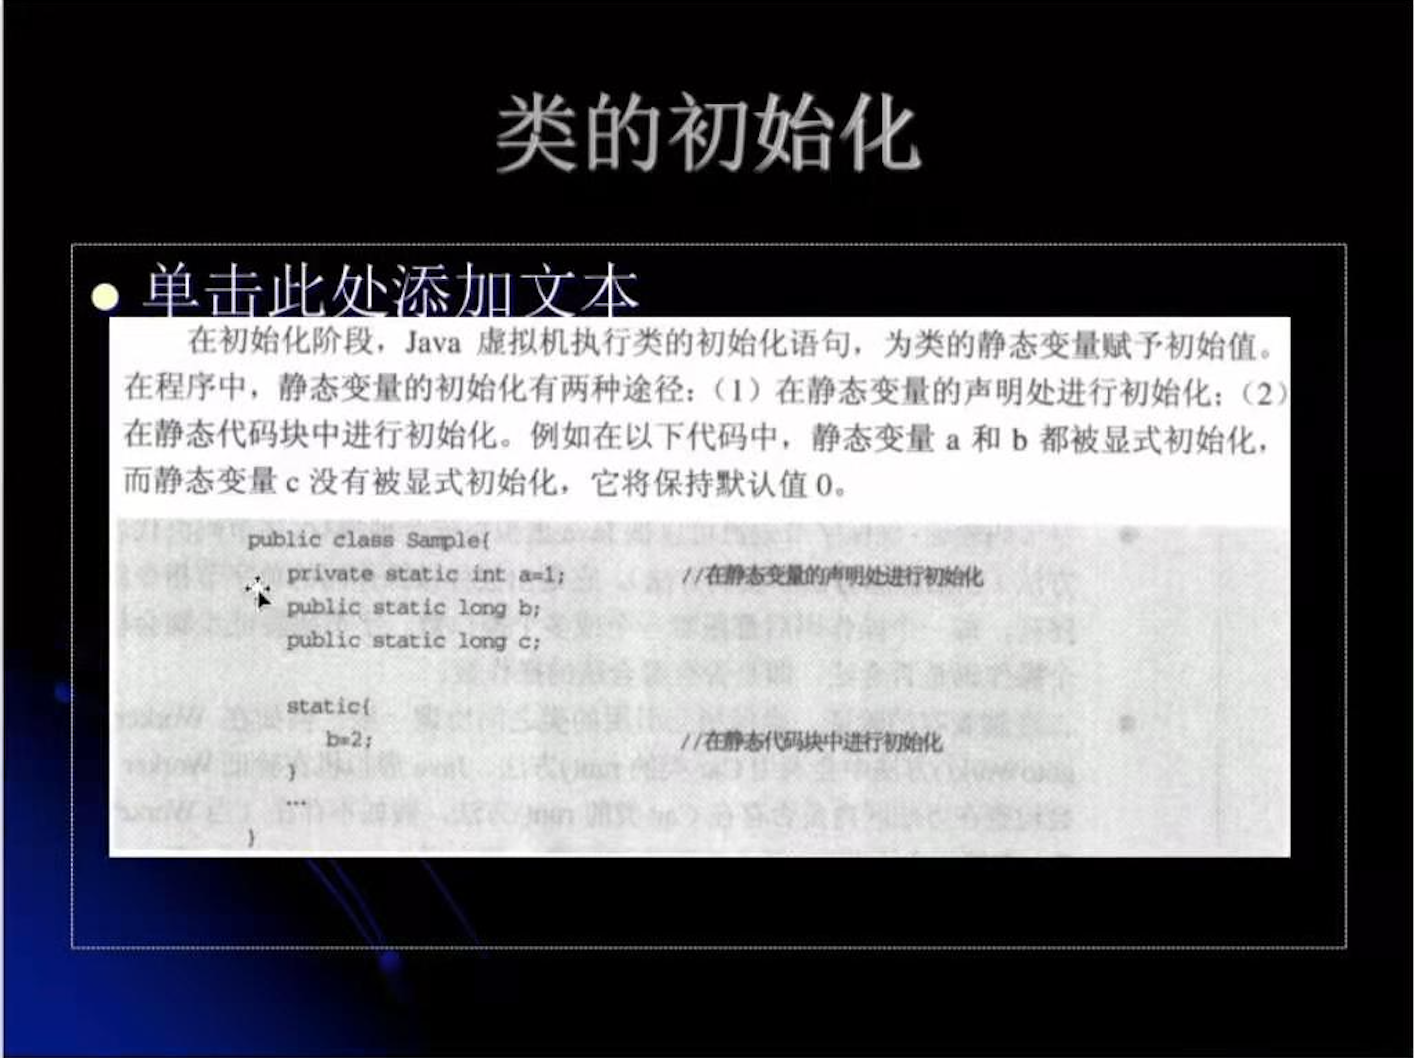 类的初始化
单击此处添加文本
在初始化阶段，Java 虚拟机执行类的初始化语句，为类的静态变量赋予初始值。
在程序中，静态变量的初始化有两种途径：（1）在静态变量的声明处进行初始化；（2）
在静态代码块中进行初始化。例如在以下代码中，静态变量 a 和 b 都被显式初始化，
而静态变量 c 没有被显式初始化，它将保持默认值 0。
public class Sample{
private static int a=1; //在静态变量的声明处进行初始化
public static long b;
public static long c;
static{
b=2; //在静态代码块中进行初始化
}
...
}